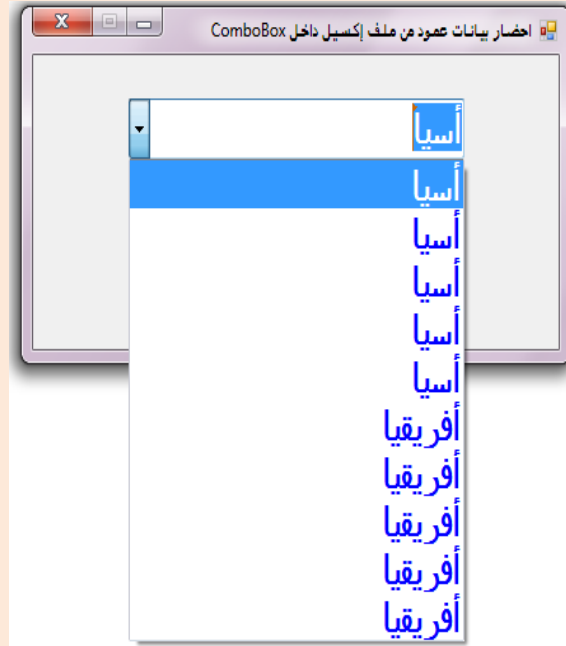 احضار بيانات عمود من ملف إكسيل داخل ComboBox
أسيا
أسيا
أسيا
أسيا
أسيا
أسيا
أفريقيا
أفريقيا
أفريقيا
أفريقيا
أفريقيا